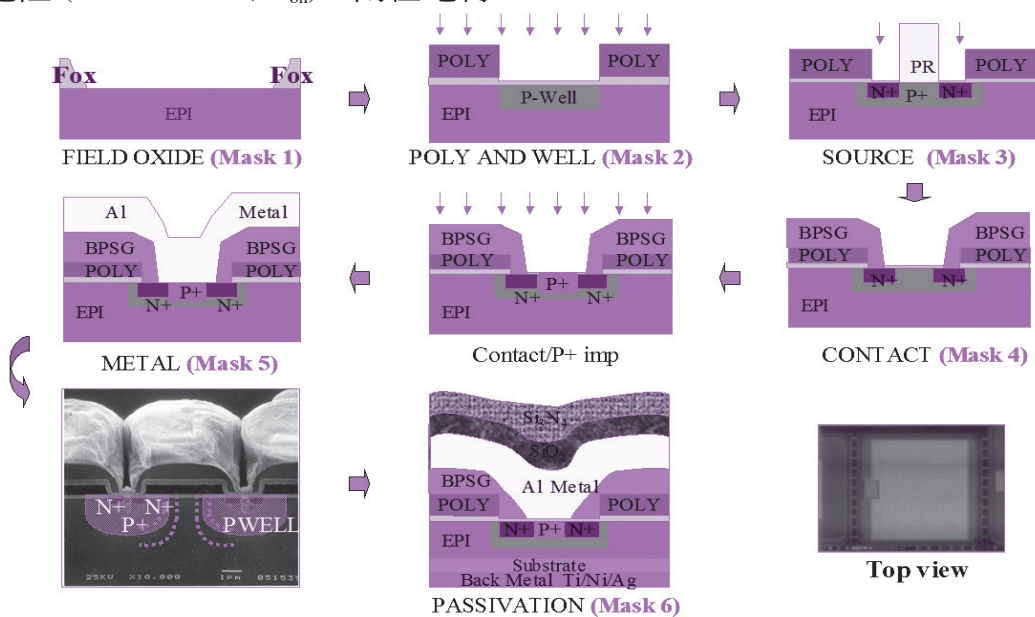 on
Fox Fox
EPI
FIELD OXIDE (Mask 1)
POLY POLY
P-Well
EPI
POLY AND WELL (Mask 2)
POLY PR POLY
N+ P+ N+
EPI
SOURCE (Mask 3)
Al Metal
BPSG BPSG
POLY POLY
P+
N+ N+
EPI
METAL (Mask 5)
BPSG BPSG
POLY POLY
P+
N+ N+
EPI
Contact/P+ imp
BPSG BPSG
POLY POLY
N+ N+
EPI
CONTACT (Mask 4)
N+ N+
P+ PWELL
25KV X10,000 1μm 051539
Si3N4
SiO2
BPSG
Al Metal
POLY POLY
N+ P+ N+
EPI
Substrate
Back Metal Ti/Ni/Ag
PASSIVATION (Mask 6)
Top view